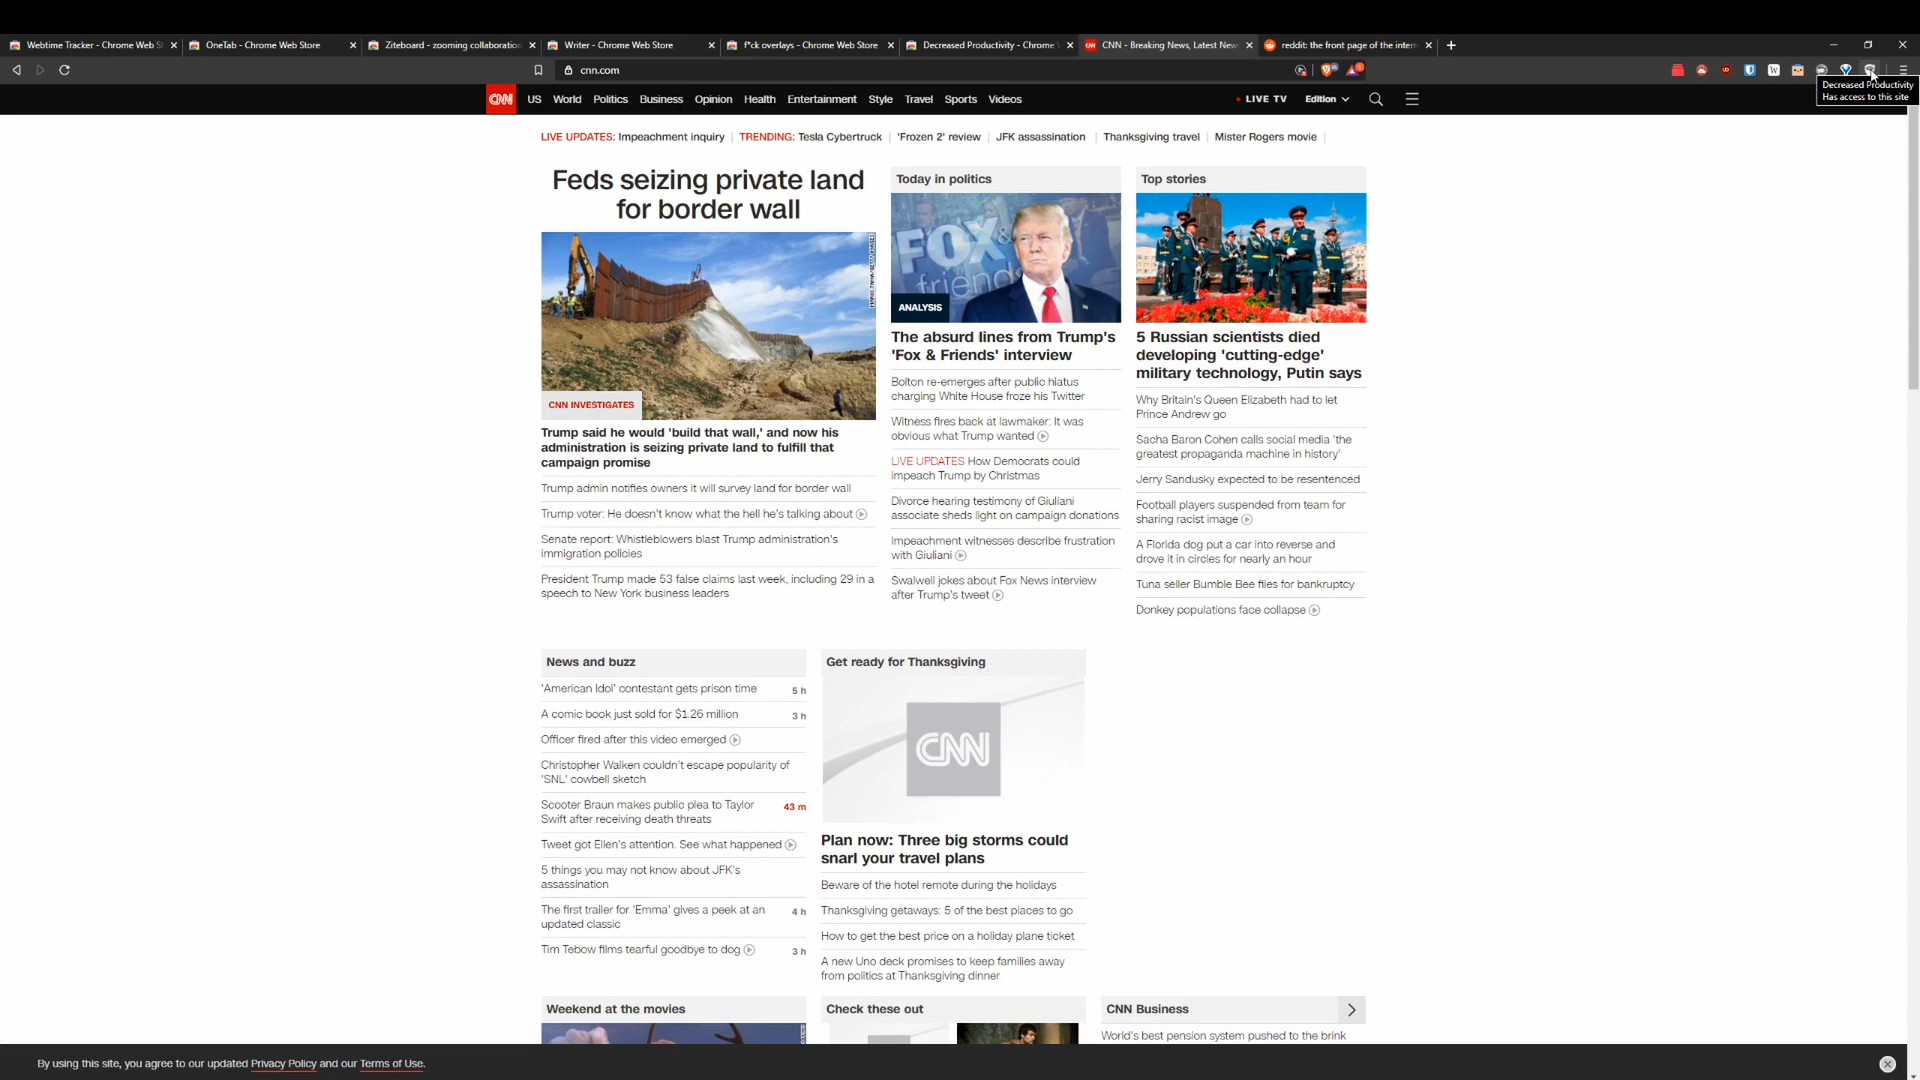 Webtime Tracker - Chrome Web St
OneTab - Chrome Web Store
Ziteboard - zooming collaboration
Writer - Chrome Web Store
f*ck overlays - Chrome Web Store
Decreased Productivity - Chrome
CNN - Breaking News, Latest New
reddit: the front page of the intern
cnn.com
Decreased Productivity
Has access to this site
CNN
US World Politics Business Opinion Health Entertainment Style Travel Sports Videos
LIVE TV Edition
LIVE UPDATES: Impeachment inquiry TRENDING: Tesla Cybertruck 'Frozen 2' review JFK assassination Thanksgiving travel Mister Rogers movie
Feds seizing private land
for border wall
CNN INVESTIGATES
Trump said he would 'build that wall,' and now his
administration is seizing private land to fulfill that
campaign promise
Trump admin notifies owners it will survey land for border wall
Trump voter: He doesn't know what the hell he's talking about
Senate report: Whistleblowers blast Trump administration's
immigration policies
President Trump made 53 false claims last week, including 29 in a
speech to New York business leaders
Today in politics
FOX&
friends
ANALYSIS
The absurd lines from Trump's
'Fox & Friends' interview
Bolton re-emerges after public hiatus
charging White House froze his Twitter
Witness fires back at lawmaker: It was
obvious what Trump wanted
LIVE UPDATES How Democrats could
impeach Trump by Christmas
Divorce hearing testimony of Giuliani
associate sheds light on campaign donations
Impeachment witnesses describe frustration
with Giuliani
Swalwell jokes about Fox News interview
after Trump's tweet
Top stories
5 Russian scientists died
developing 'cutting-edge'
military technology, Putin says
Why Britain's Queen Elizabeth had to let
Prince Andrew go
Sacha Baron Cohen calls social media 'the
greatest propaganda machine in history'
Jerry Sandusky expected to be resentenced
Football players suspended from team for
sharing racist image
A Florida dog put a car into reverse and
drove it in circles for nearly an hour
Tuna seller Bumble Bee files for bankruptcy
Donkey populations face collapse
News and buzz
'American Idol' contestant gets prison time 5 h
A comic book just sold for $1.26 million 3 h
Officer fired after this video emerged
Christopher Walken couldn't escape popularity of
'SNL' cowbell sketch
Scooter Braun makes public plea to Taylor 43 m
Swift after receiving death threats
Tweet got Ellen's attention. See what happened
5 things you may not know about JFK's
assassination
The first trailer for 'Emma' gives a peek at an 4 h
updated classic
Tim Tebow films tearful goodbye to dog 3 h
Get ready for Thanksgiving
CNN
Plan now: Three big storms could
snarl your travel plans
Beware of the hotel remote during the holidays
Thanksgiving getaways: 5 of the best places to go
How to get the best price on a holiday plane ticket
A new Uno deck promises to keep families away
from politics at Thanksgiving dinner
Weekend at the movies
Check these out
CNN Business
World's best pension system pushed to the brink
By using this site, you agree to our updated Privacy Policy and our Terms of Use.